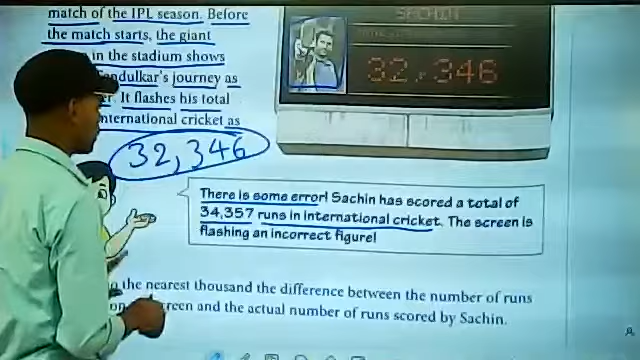 match of the IPL season. Before
the match starts, the giant
in the stadium shows
journey as
It flashes his total
international cricket as
32,346
32,346
There is some error! Sachin has scored a total of
34,357 runs in international cricket. The screen is
flashing an incorrect figure!
the nearest thousand the difference between the number of runs
and the actual number of runs scored by Sachin.